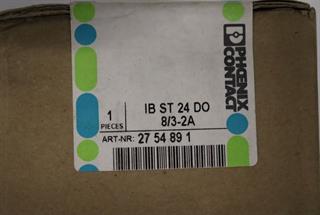 PHOENIX
CONTACT
IB ST 24 DO
8/3-2A
1
PIECES
ART-NR: 27 54 89 1